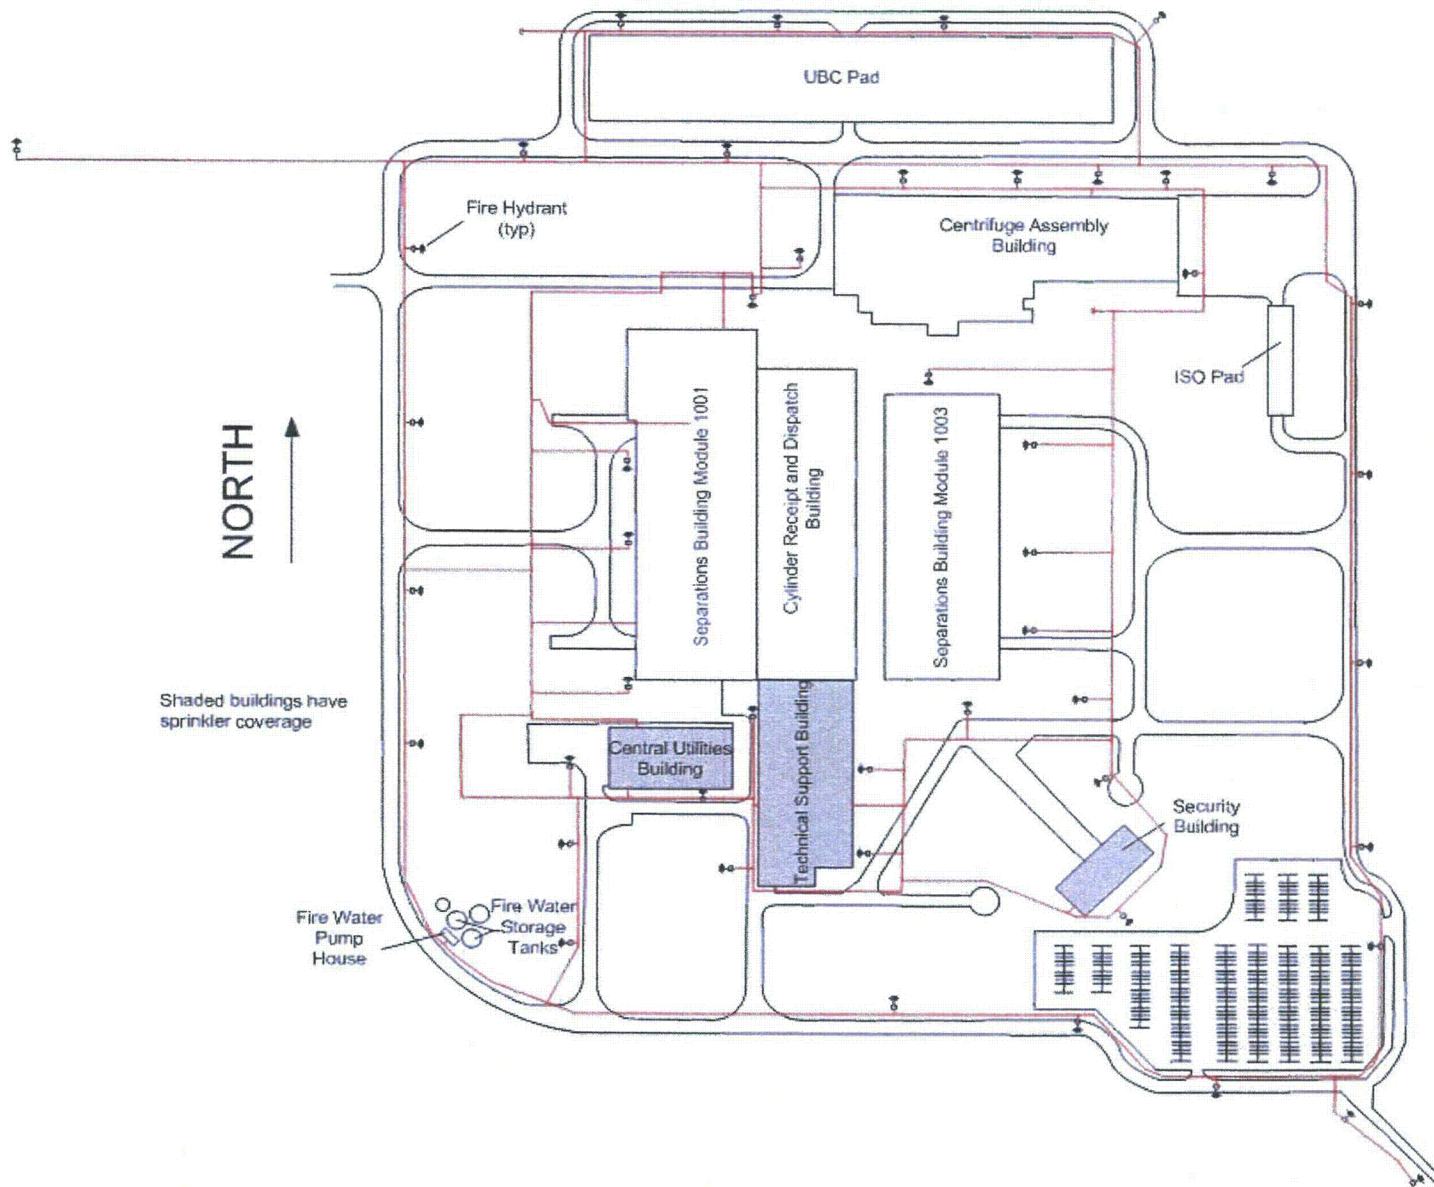 UBC Pad
Fire Hydrant
(typ)
Centrifuge Assembly
Building
ISO Pad
NORTH
Separations Building Module 1001
Cylinder Receipt and Dispatch
Building
Separations Building Module 1003
Shaded buildings have
sprinkler coverage
Central Utilities
Building
Technical Support Building
Security
Building
Fire Water
Pump
House
Fire Water
Storage
Tanks